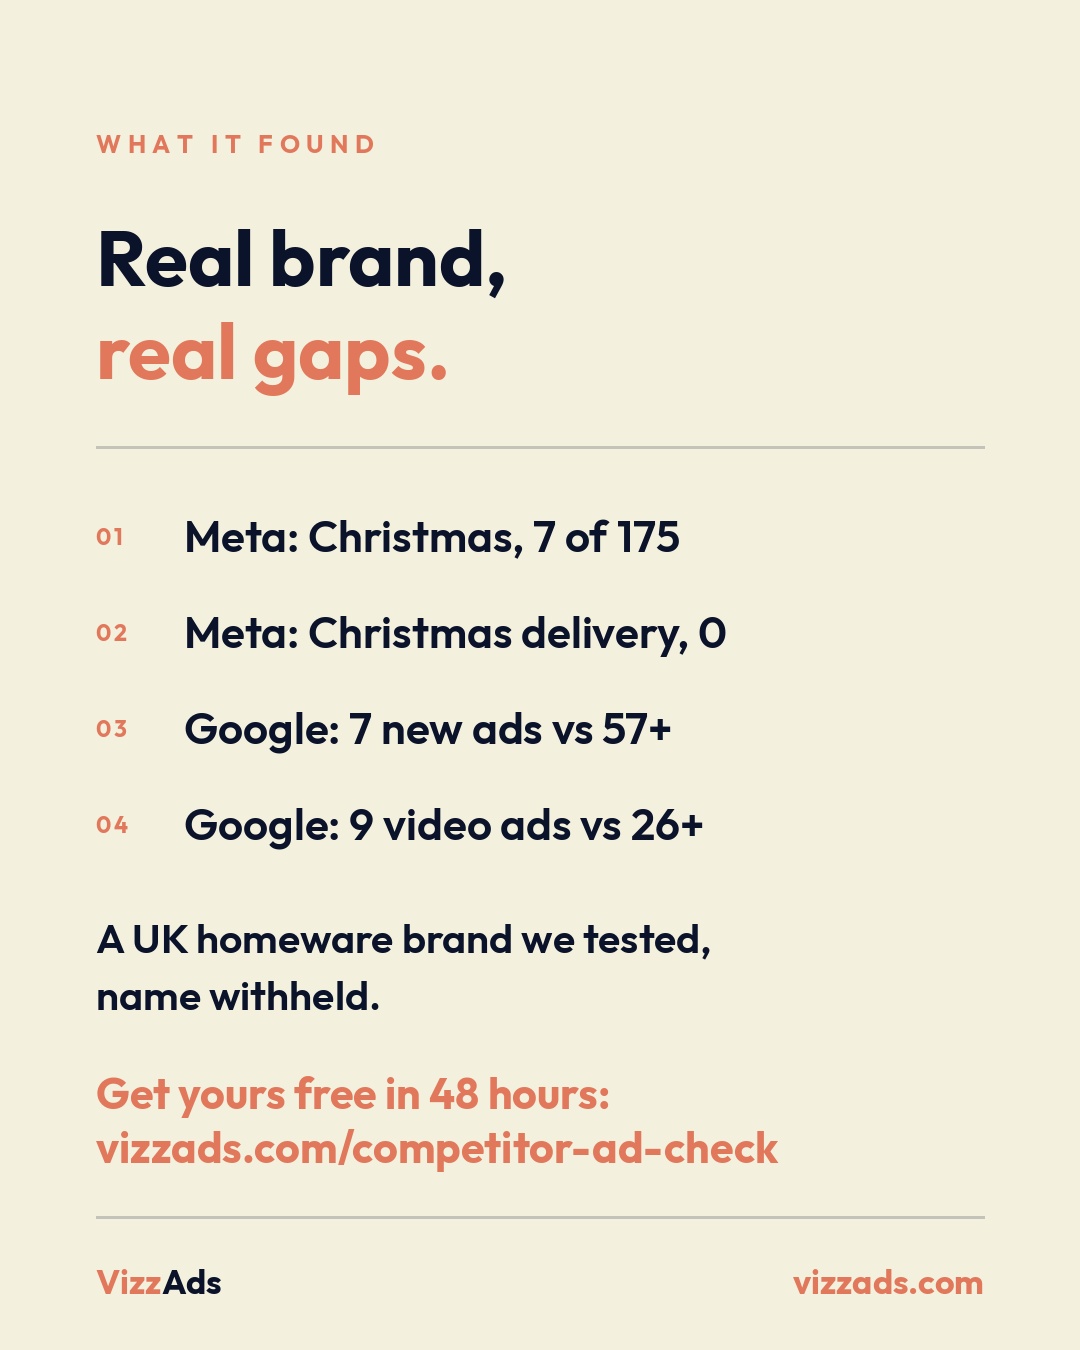 WHAT IT FOUND
Real brand,
real gaps.
01 Meta: Christmas, 7 of 175
02 Meta: Christmas delivery, 0
03 Google: 7 new ads vs 57+
04 Google: 9 video ads vs 26+
A UK homeware brand we tested,
name withheld.
Get yours free in 48 hours:
vizzads.com/competitor-ad-check
VizzAds vizzads.com